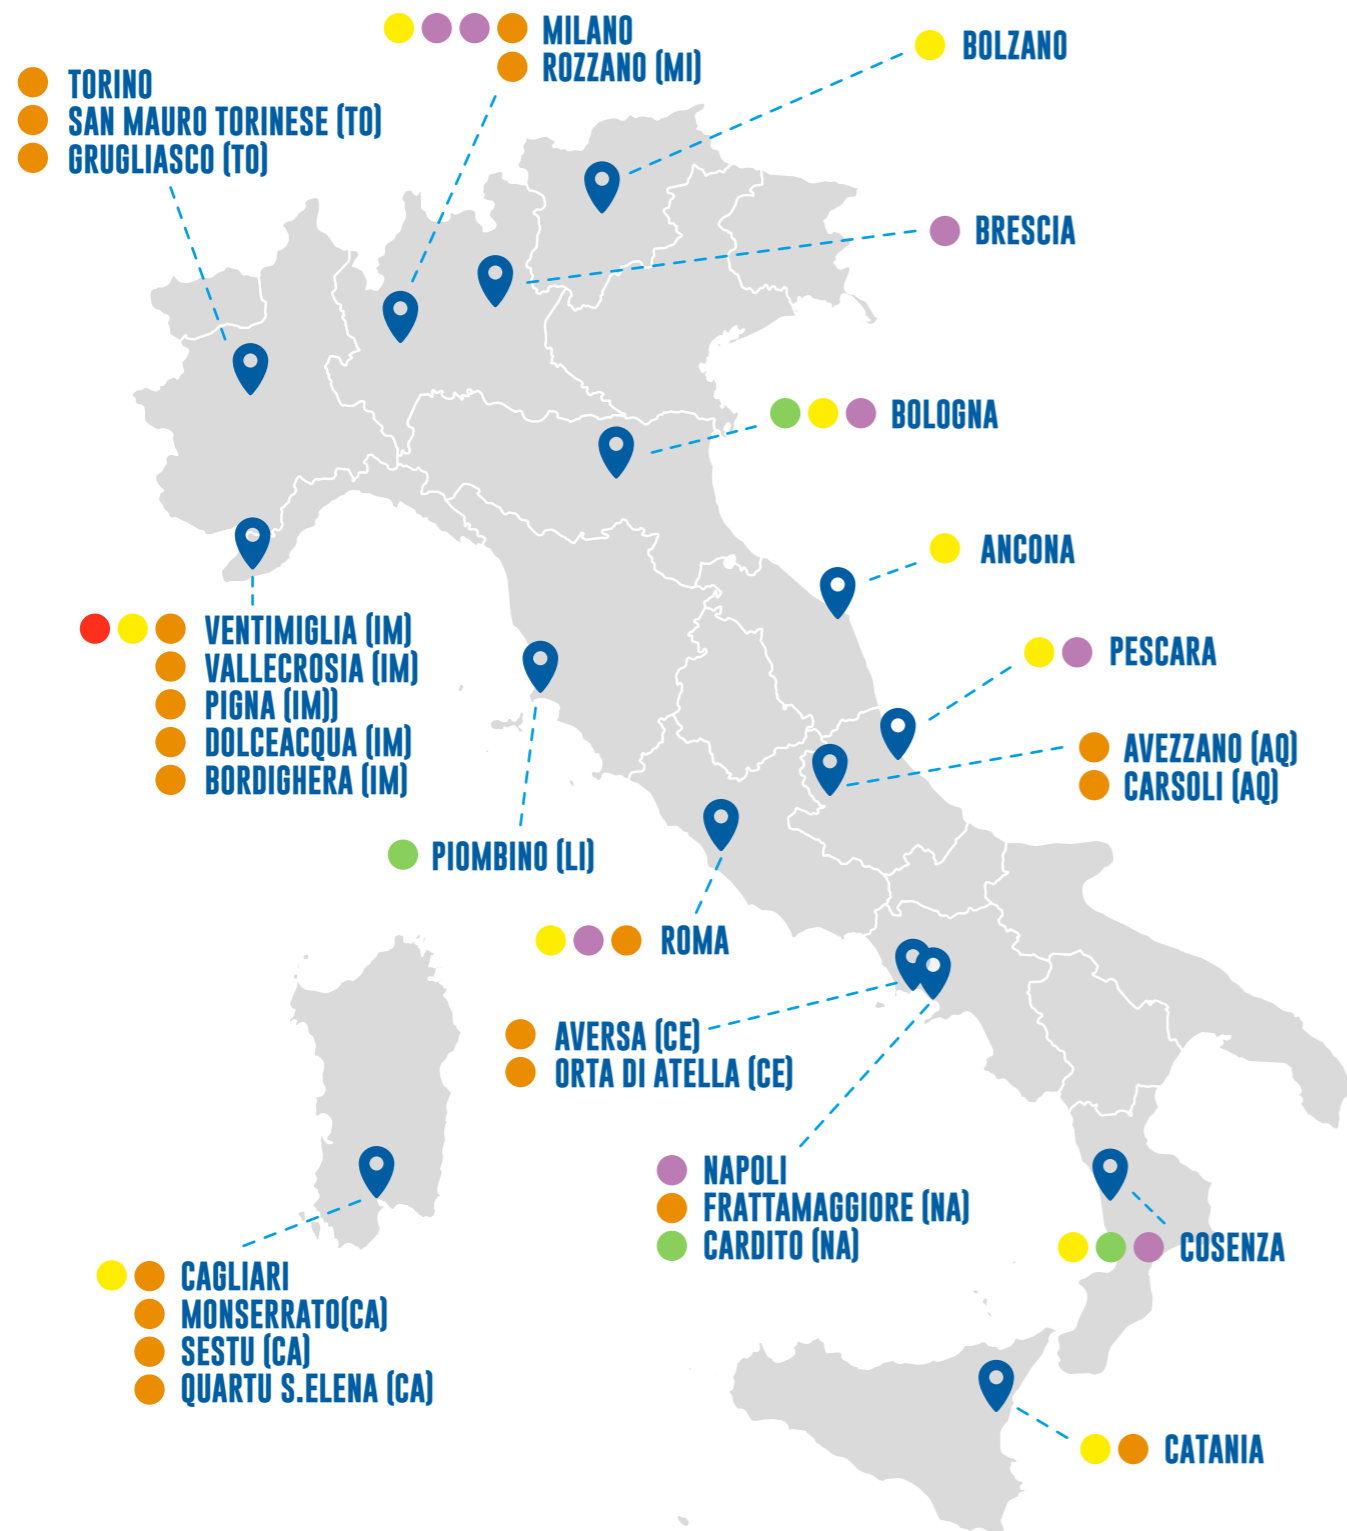 MILANO
ROZZANO (MI)
BOLZANO
TORINO
SAN MAURO TORINESE (TO)
GRUGLIASCO (TO)
BRESCIA
BOLOGNA
ANCONA
VENTIMIGLIA (IM)
VALLECROSIA (IM)
PIGNA (IM))
DOLCEACQUA (IM)
BORDIGHERA (IM)
PESCARA
AVEZZANO (AQ)
CARSOLI (AQ)
PIOMBINO (LI)
ROMA
AVERSA (CE)
ORTA DI ATELLA (CE)
NAPOLI
FRATTAMAGGIORE (NA)
CARDITO (NA)
COSENZA
CAGLIARI
MONSERRATO(CA)
SESTU (CA)
QUARTU S.ELENA (CA)
CATANIA